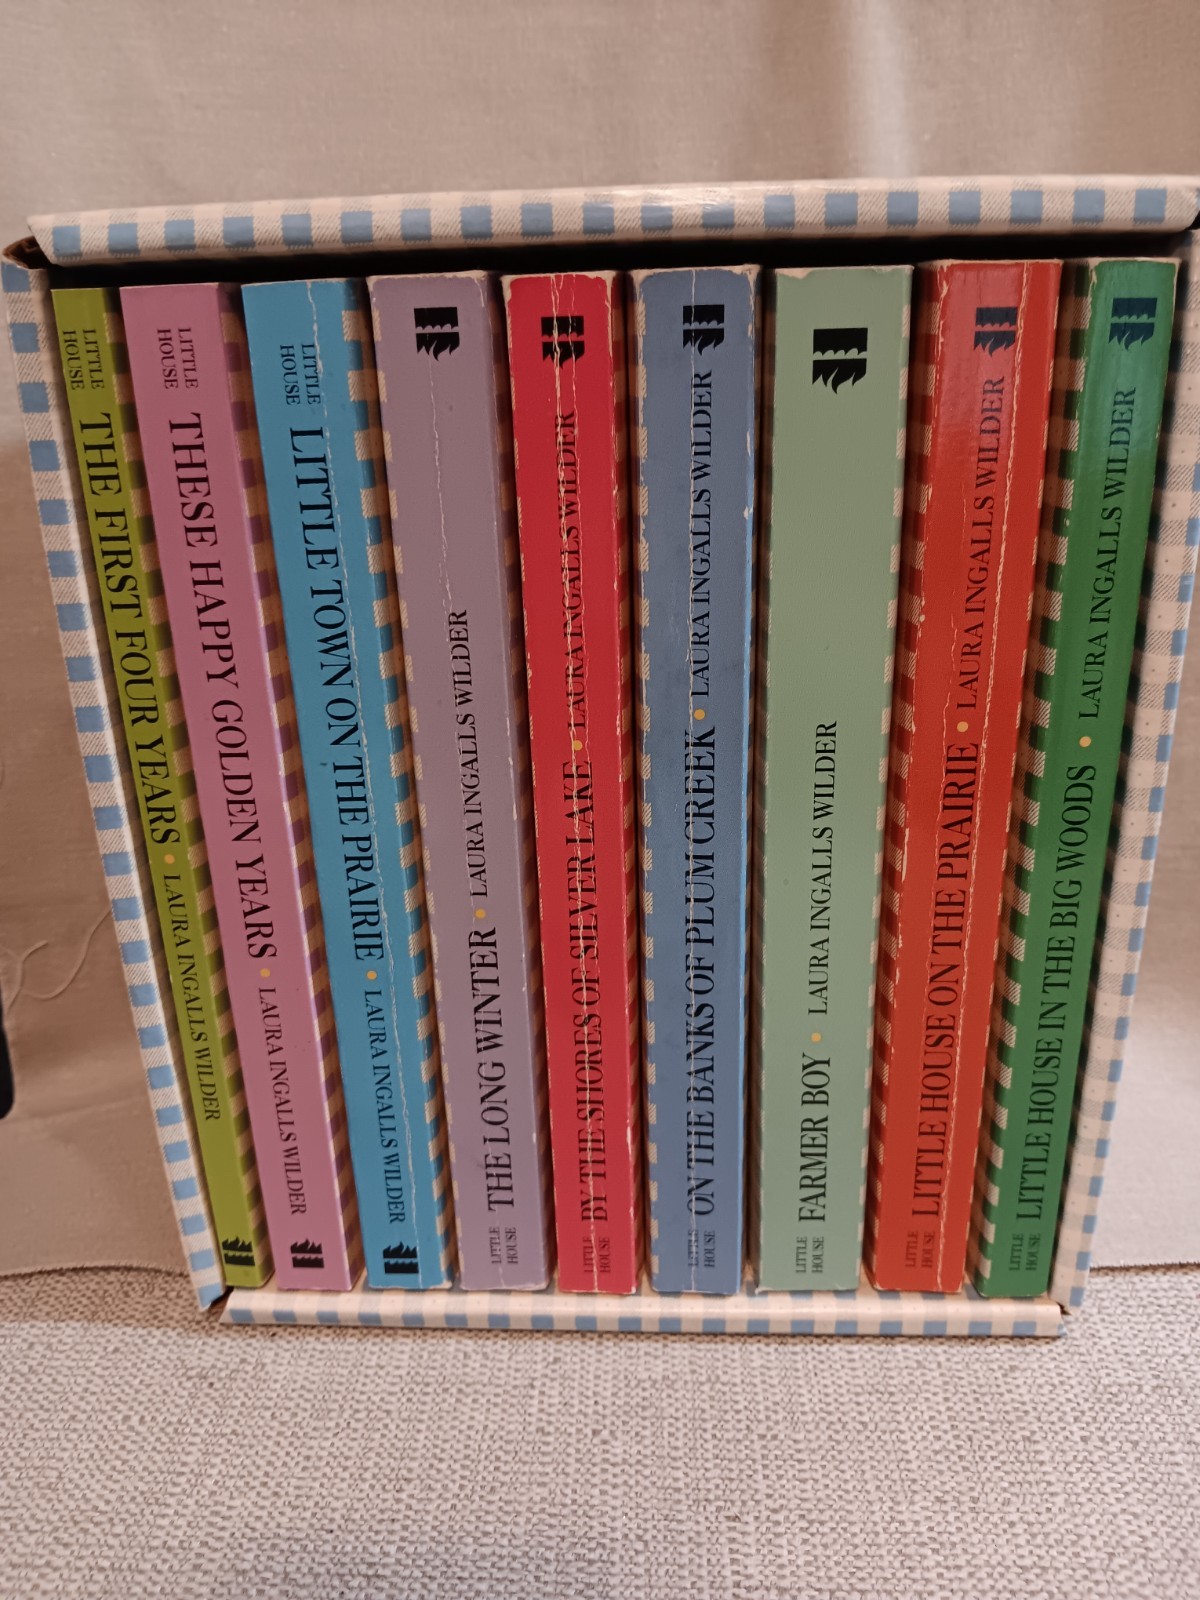 LITTLE
HOUSE
THE FIRST FOUR YEARS • LAURA INGALLS WILDER
LITTLE
HOUSE
THESE HAPPY GOLDEN YEARS • LAURA INGALLS WILDER
LITTLE
HOUSE
LITTLE TOWN ON THE PRAIRIE • LAURA INGALLS WILDER
LITTLE
HOUSE
THE LONG WINTER • LAURA INGALLS WILDER
LITTLE
HOUSE
BY THE SHORES OF SILVER LAKE • LAURA INGALLS WILDER
LITTLE
HOUSE
ON THE BANKS OF PLUM CREEK • LAURA INGALLS WILDER
LITTLE
HOUSE
FARMER BOY • LAURA INGALLS WILDER
LITTLE
HOUSE
LITTLE HOUSE ON THE PRAIRIE • LAURA INGALLS WILDER
LITTLE
HOUSE
LITTLE HOUSE IN THE BIG WOODS • LAURA INGALLS WILDER